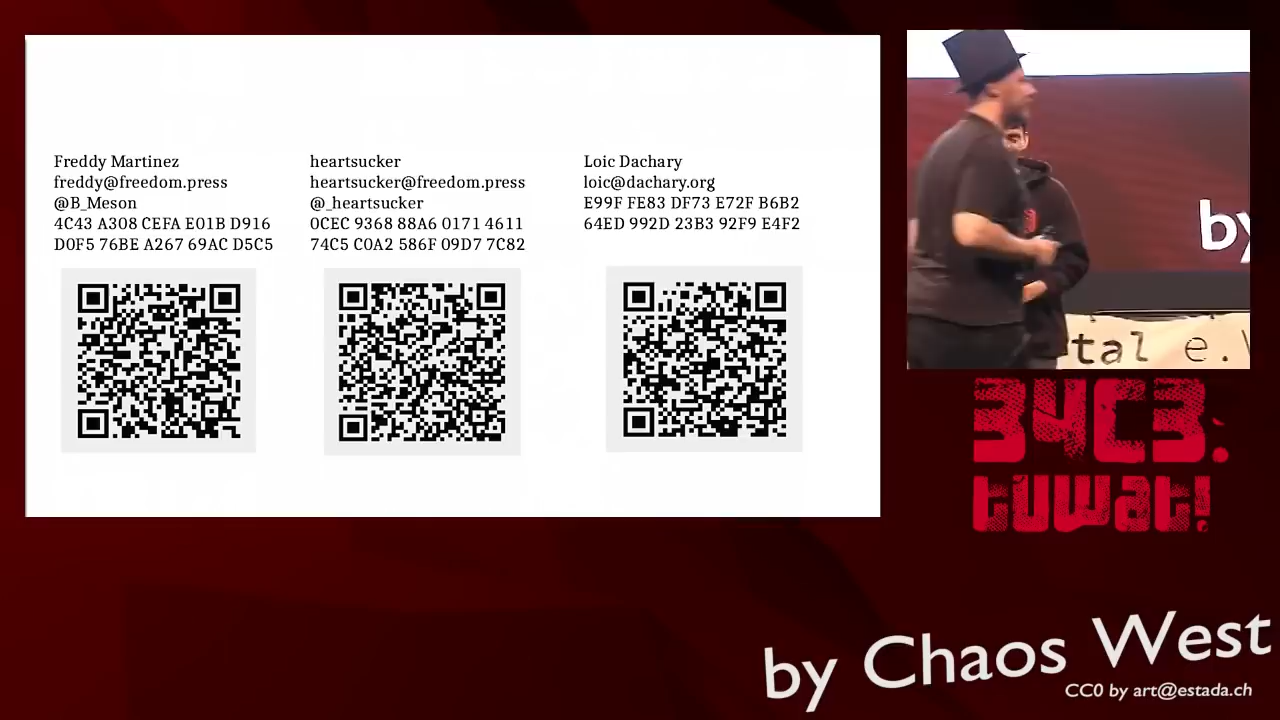 Freddy Martinez
freddy@freedom.press
@B_Meson
4C43 A308 CEFA E01B D916
D0F5 76BE A267 69AC D5C5
heartsucker
heartsucker@freedom.press
@_heartsucker
0CEC 9368 88A6 0171 4611
74C5 C0A2 586F 09D7 7C82
Loic Dachary
loic@dachary.org
E99F FE83 DF73 E72F B6B2
64ED 992D 23B3 92F9 E4F2
by
tal e.V
34C3:
tuwat!
by Chaos West
CC0 by art@estada.ch